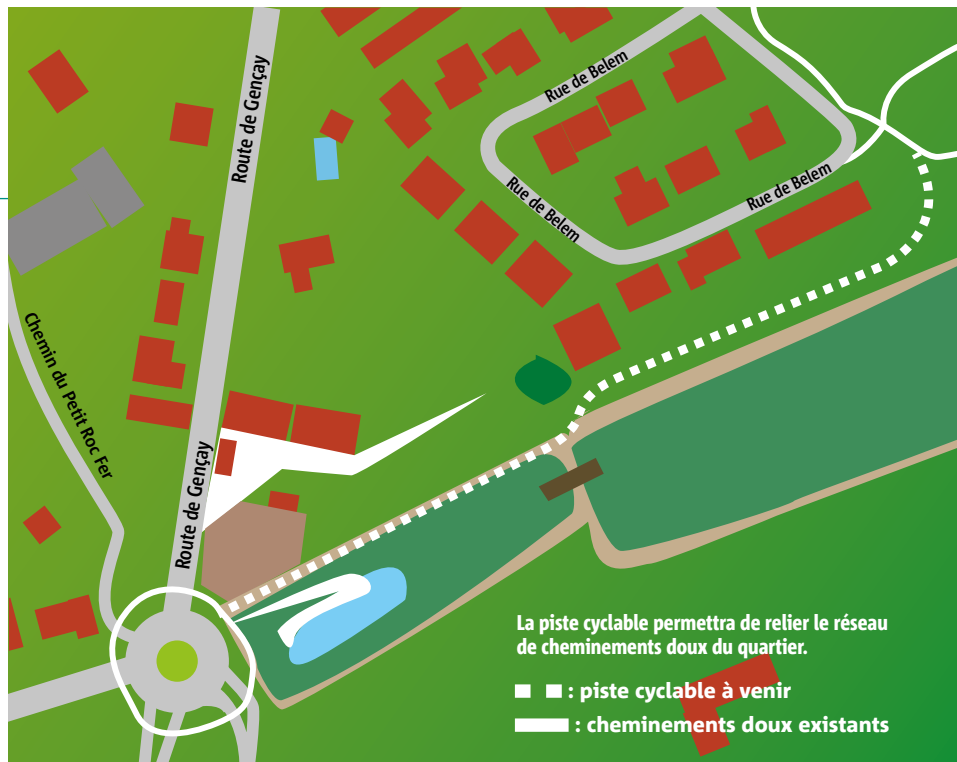 Rue de Belem
Route de Gençay
Rue de Belem
Rue de Belem
Chemin du Petit Roc Fer
Route de Gençay
La piste cyclable permettra de relier le réseau
de cheminements doux du quartier.
: piste cyclable à venir
: cheminements doux existants